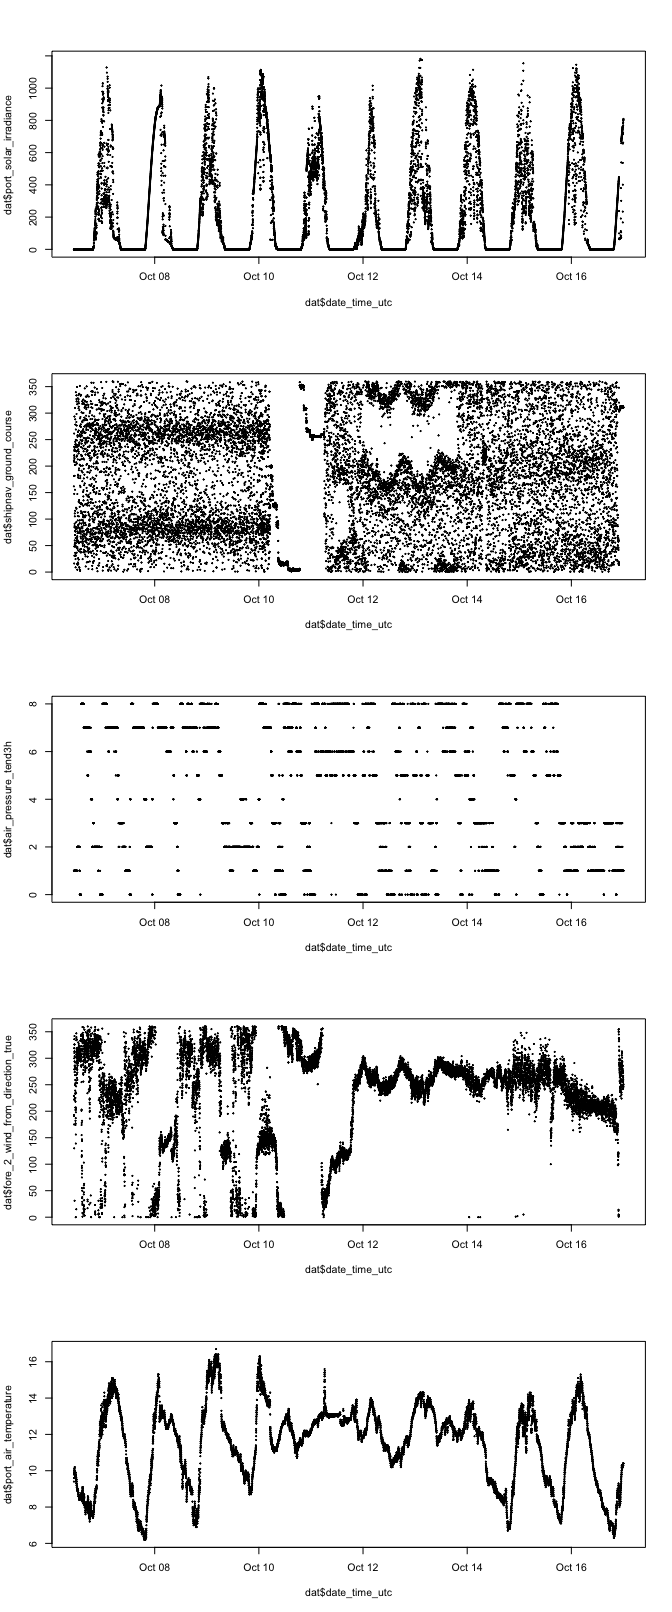 dat$port_solar_irradiance
0 200 400 600 800 1000
Oct 08 Oct 10 Oct 12 Oct 14 Oct 16
dat$date_time_utc
dat$shipnav_ground_course
0 50 100 150 200 250 300 350
Oct 08 Oct 10 Oct 12 Oct 14 Oct 16
dat$date_time_utc
dat$air_pressure_tend3h
0 2 4 6 8
Oct 08 Oct 10 Oct 12 Oct 14 Oct 16
dat$date_time_utc
dat$fore_2_wind_from_direction_true
0 50 100 150 200 250 300 350
Oct 08 Oct 10 Oct 12 Oct 14 Oct 16
dat$date_time_utc
dat$port_air_temperature
6 8 10 12 14 16
Oct 08 Oct 10 Oct 12 Oct 14 Oct 16
dat$date_time_utc